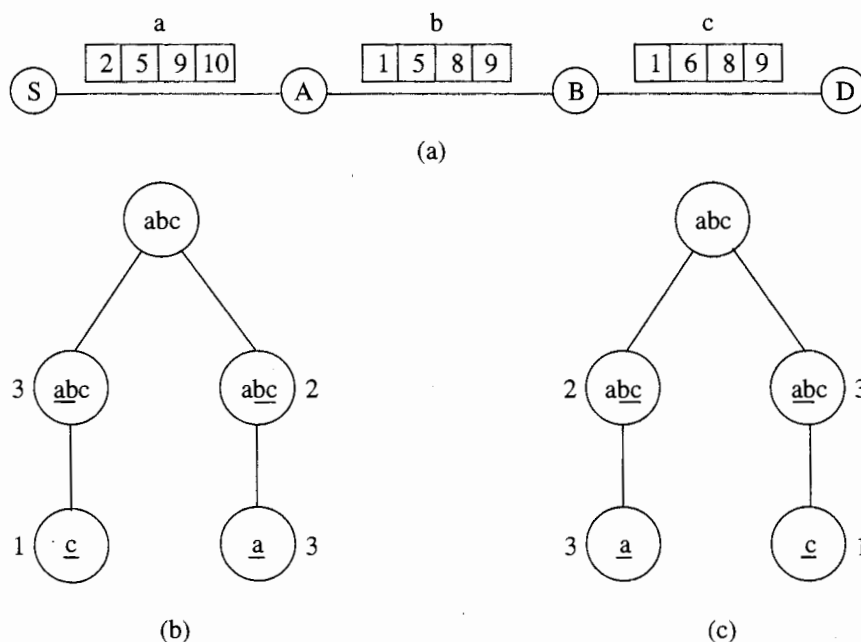 a b c
2 5 9 10 1 5 8 9 1 6 8 9
S A B D
(a)
abc abc
3 abc abc 2 2 abc abc 3
1 c a 3 3 a c 1
(b) (c)